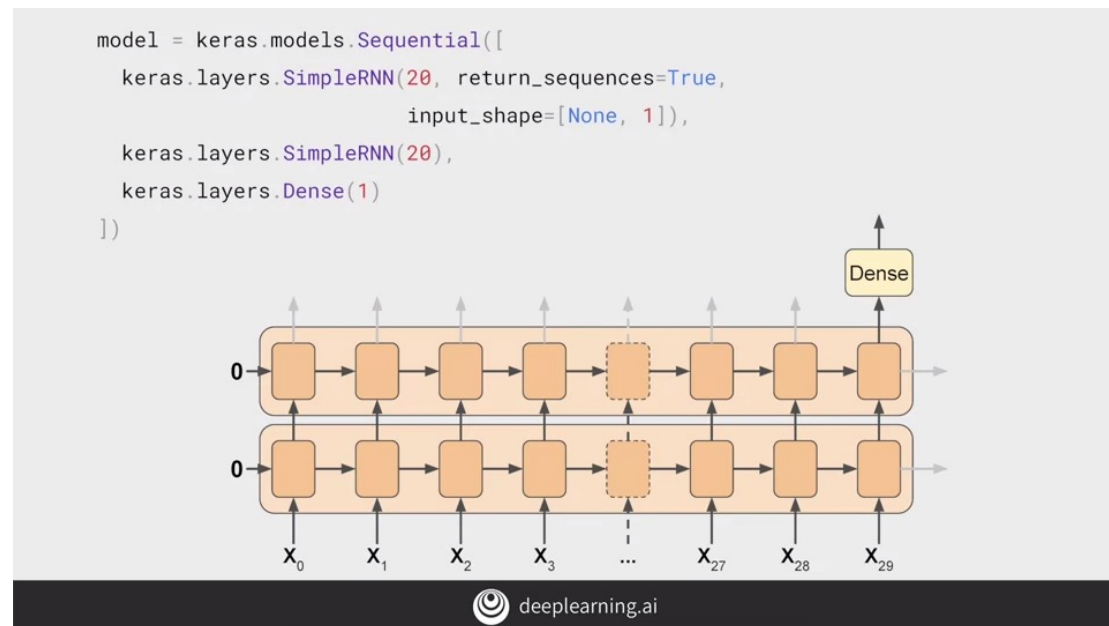 model = keras.models.Sequential([
  keras.layers.SimpleRNN(20, return_sequences=True,
                         input_shape=[None, 1]),
  keras.layers.SimpleRNN(20),
  keras.layers.Dense(1)
])
Dense
0
0
X0 X1 X2 X3 ... X27 X28 X29
deeplearning.ai